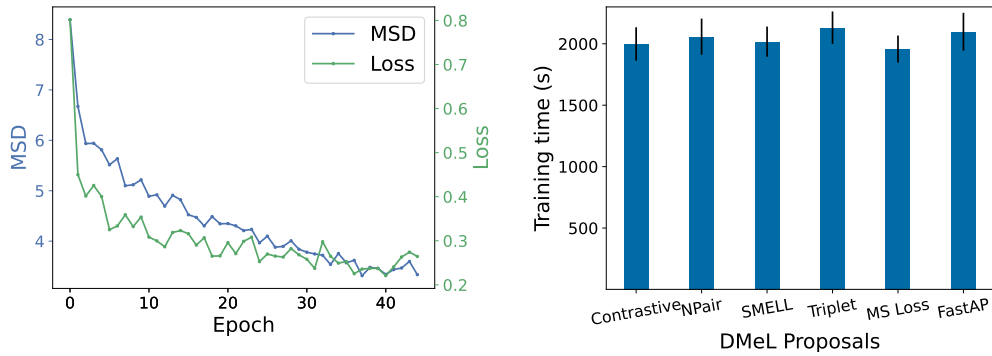 8
7
6
5
4
MSD
0.8
0.7
0.6
0.5
0.4
0.3
0.2
Loss
MSD
Loss
0
10
20
30
40
Epoch
2000
1500
1000
500
Training time (s)
Contrastive
NPair
SMELL
Triplet
MS Loss
FastAP
DMeL Proposals